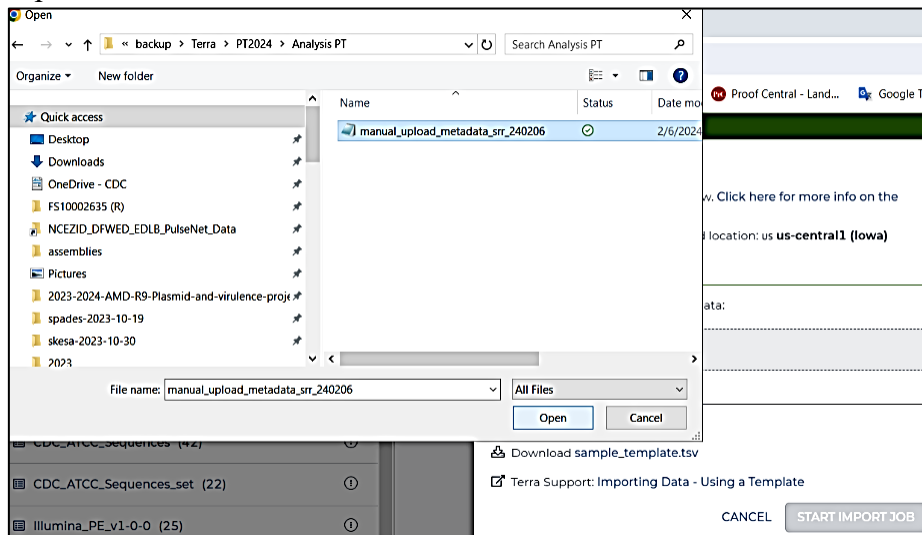 Open
« backup › Terra › PT2024 › Analysis PT
Search Analysis PT
Organize
New folder
Name
Status
Date mo
Quick access
Desktop
Downloads
OneDrive - CDC
FS10002635 (R)
NCEZID_DFWED_EDLB_PulseNet_Data
assemblies
Pictures
2023-2024-AMD-R9-Plasmid-and-virulence-proje
spades-2023-10-19
skesa-2023-10-30
2023
manual_upload_metadata_srr_240206
2/6/2024
File name: manual_upload_metadata_srr_240206
All Files
Open
Cancel
Proof Central - Land...
Google T
w. Click here for more info on the
location: us us-central1 (Iowa)
ata:
CDC_ATCC_Sequences (42)
CDC_ATCC_Sequences_set (22)
Illumina_PE_v1-0-0 (25)
Download sample_template.tsv
Terra Support: Importing Data - Using a Template
CANCEL
START IMPORT JOB